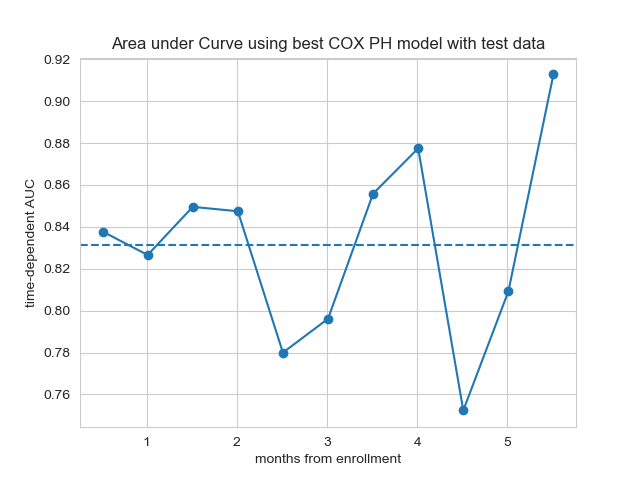 Area under Curve using best COX PH model with test data
time-dependent AUC
0.92
0.90
0.88
0.86
0.84
0.82
0.80
0.78
0.76
1 2 3 4 5
months from enrollment